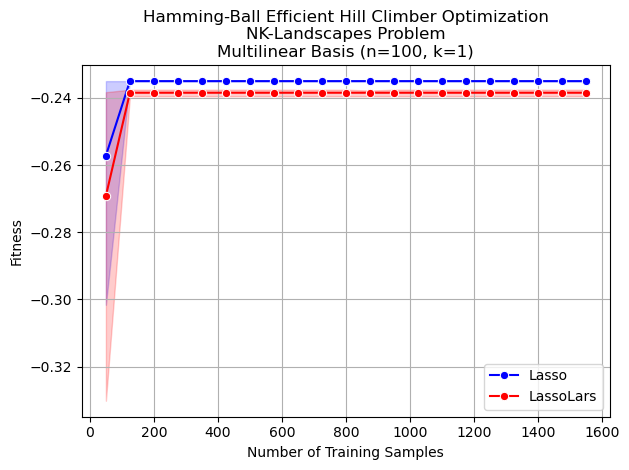 Hamming-Ball Efficient Hill Climber Optimization
NK-Landscapes Problem
Multilinear Basis (n=100, k=1)
Fitness
−0.24
−0.26
−0.28
−0.30
−0.32
0 200 400 600 800 1000 1200 1400 1600
Number of Training Samples
Lasso
LassoLars